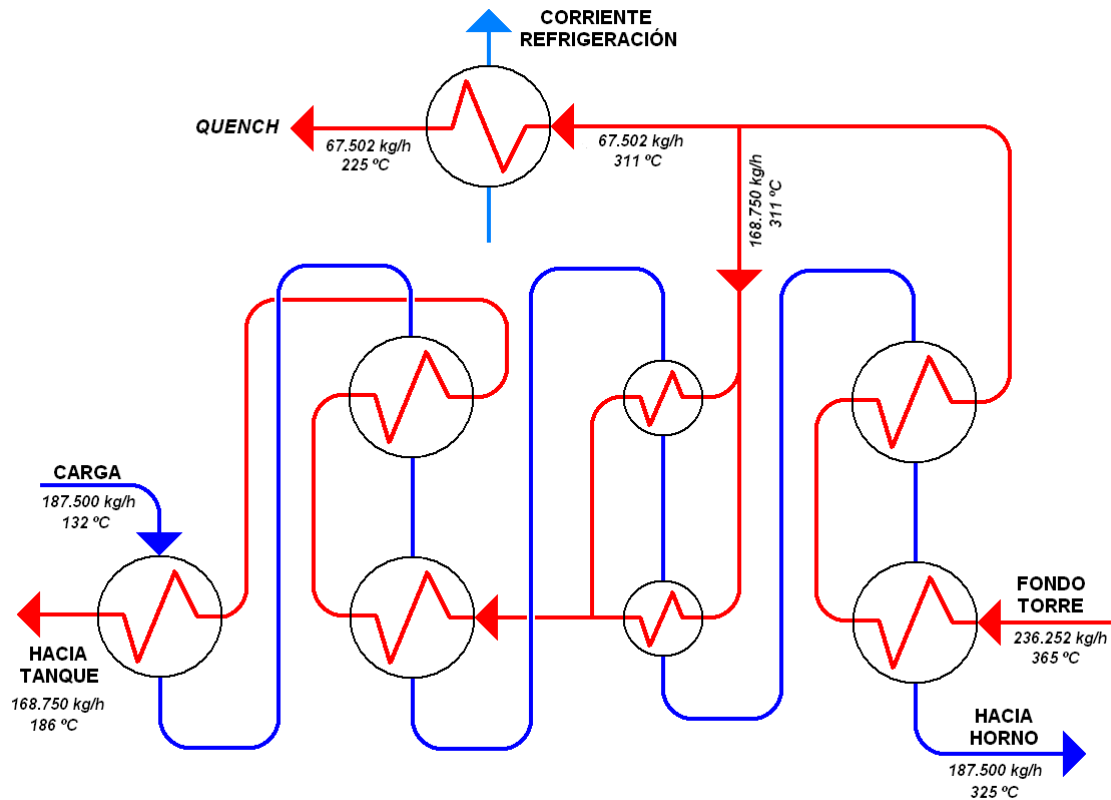 CORRIENTE
REFRIGERACIÓN
QUENCH
67.502 kg/h
225 ºC
67.502 kg/h
311 ºC
168.750 kg/h
311 ºC
CARGA
187.500 kg/h
132 ºC
HACIA
TANQUE
168.750 kg/h
186 ºC
FONDO
TORRE
236.252 kg/h
365 ºC
HACIA
HORNO
187.500 kg/h
325 ºC